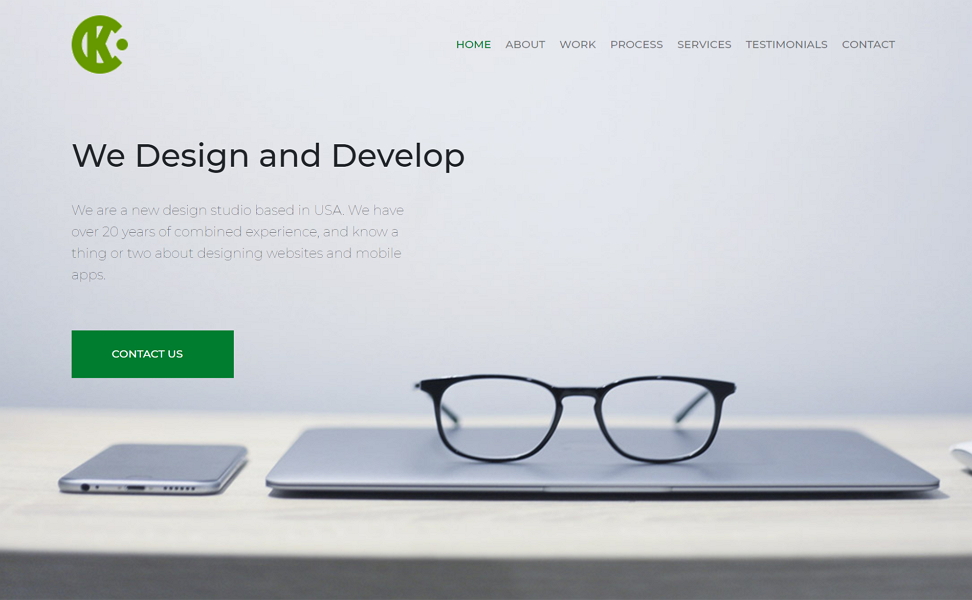 K
HOME ABOUT WORK PROCESS SERVICES TESTIMONIALS CONTACT
We Design and Develop
We are a new design studio based in USA. We have
over 20 years of combined experience, and know a
thing or two about designing websites and mobile
apps.
CONTACT US